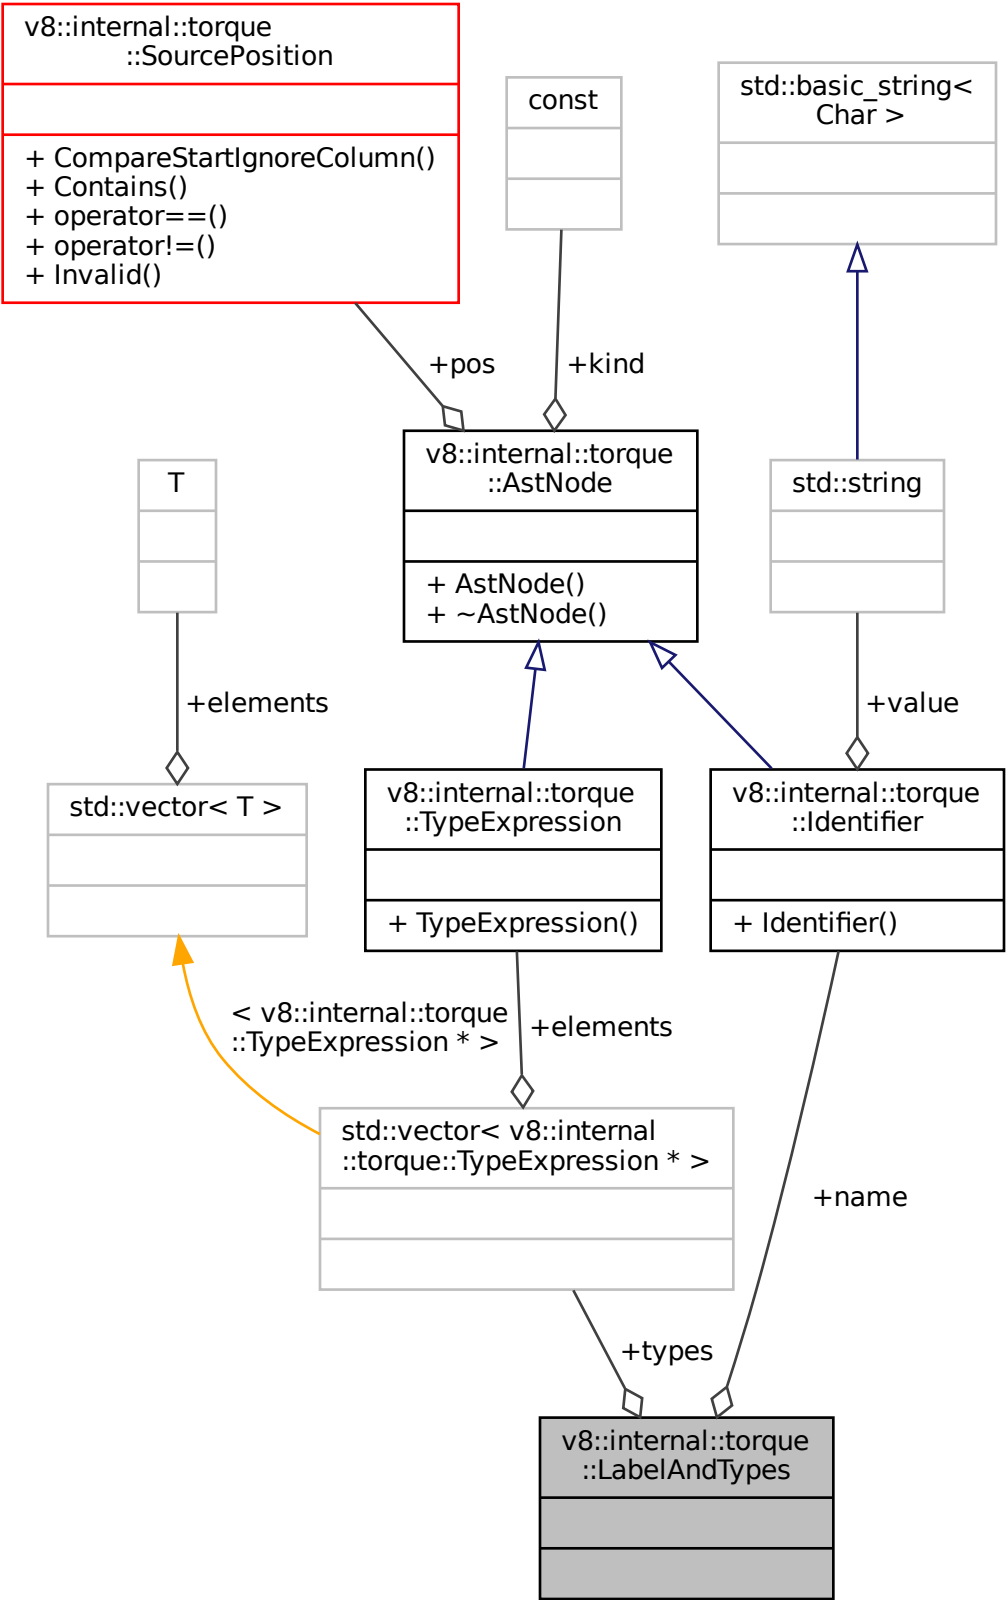 v8::internal::torque
::SourcePosition
+ CompareStartIgnoreColumn()
+ Contains()
+ operator==()
+ operator!=()
+ Invalid()
const
std::basic_string<
Char >
+pos
+kind
v8::internal::torque
::AstNode
+ AstNode()
+ ~AstNode()
T
std::string
+elements
+value
std::vector< T >
v8::internal::torque
::TypeExpression
+ TypeExpression()
v8::internal::torque
::Identifier
+ Identifier()
< v8::internal::torque
::TypeExpression * >
+elements
std::vector< v8::internal
::torque::TypeExpression * >
+name
+types
v8::internal::torque
::LabelAndTypes